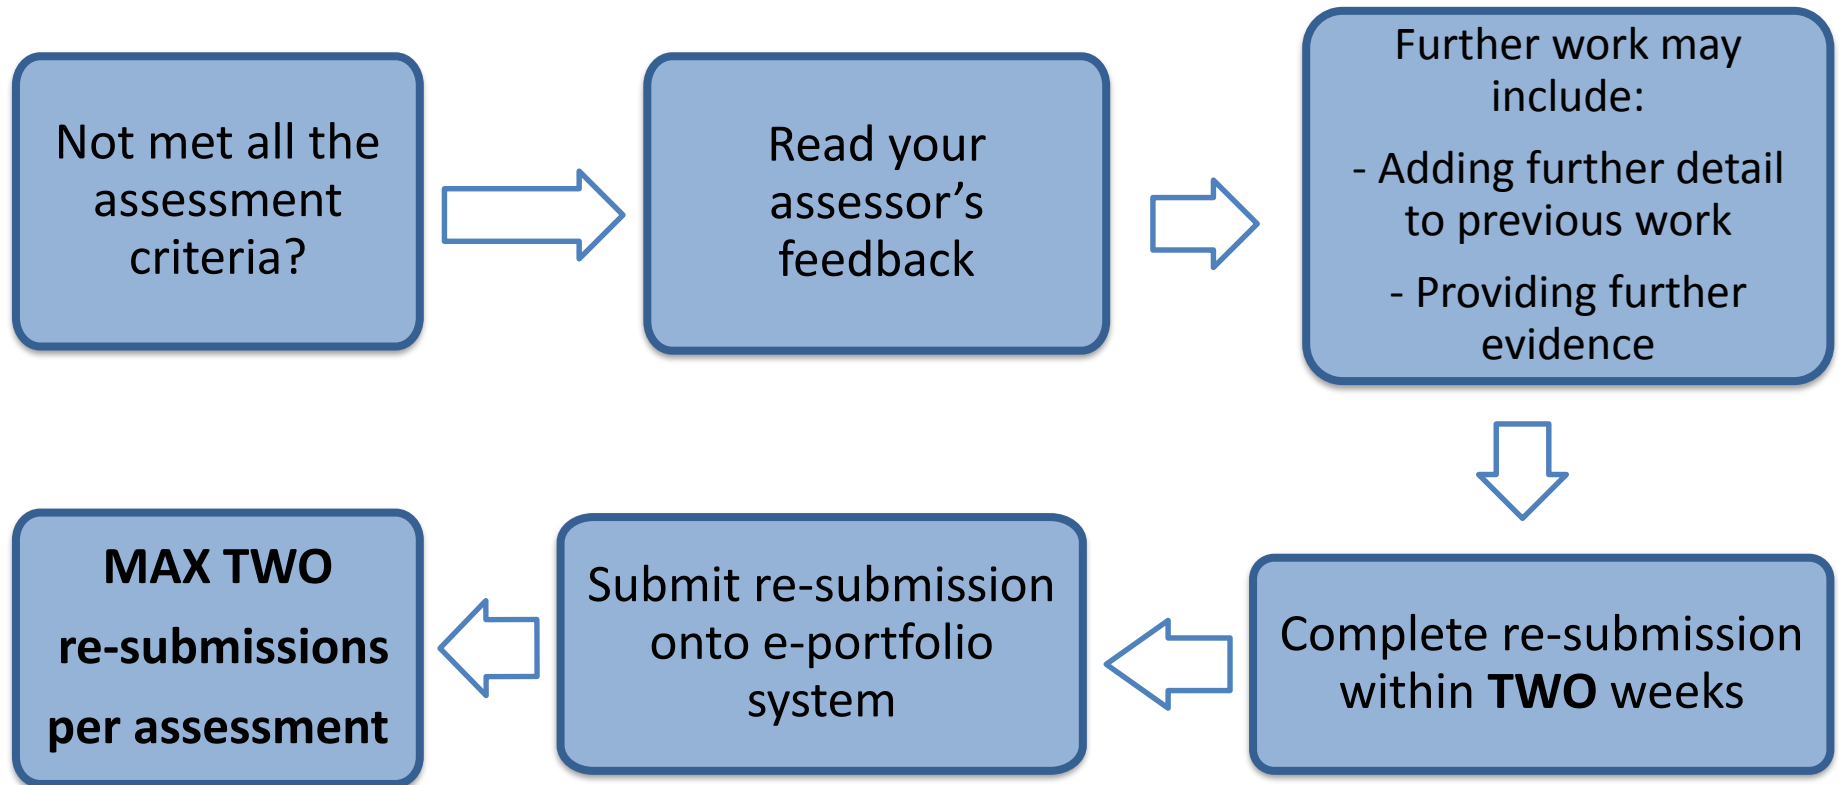 Not met all the
assessment
criteria?
Read your
assessor’s
feedback
Further work may
include:
- Adding further detail
to previous work
- Providing further
evidence
Complete re-submission
within TWO weeks
Submit re-submission
onto e-portfolio
system
MAX TWO
re-submissions
per assessment